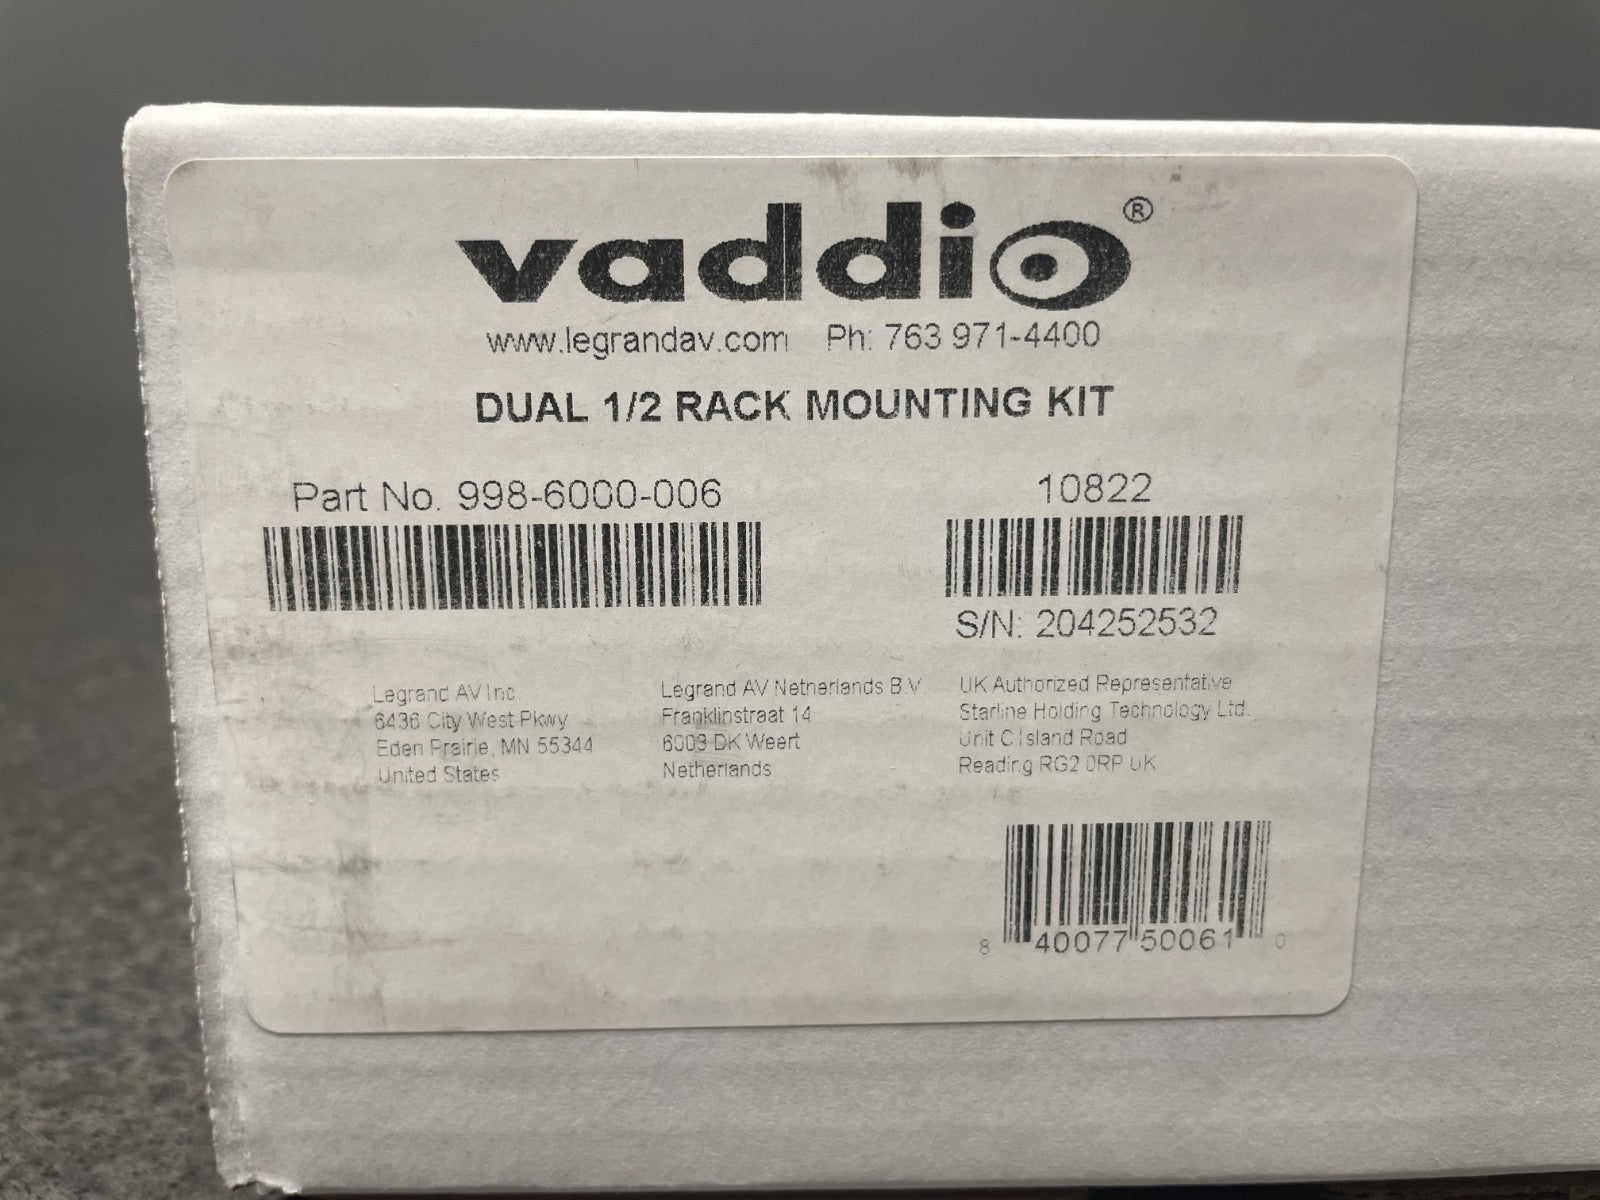 vaddio®
www.legrandav.com Ph: 763 971-4400
DUAL 1/2 RACK MOUNTING KIT
Part No. 998-6000-006
10822
S/N: 204252532
Legrand AV Inc
6436 City West Pkwy
Eden Prairie, MN 55344
United States
Legrand AV Netherlands B.V.
Franklinstraat 14
6003 DK Weert
Netherlands
UK Authorized Representative
Starline Holding Technology Ltd.
Unit C Island Road
Reading RG2 0RP UK
8 40077 50061 0